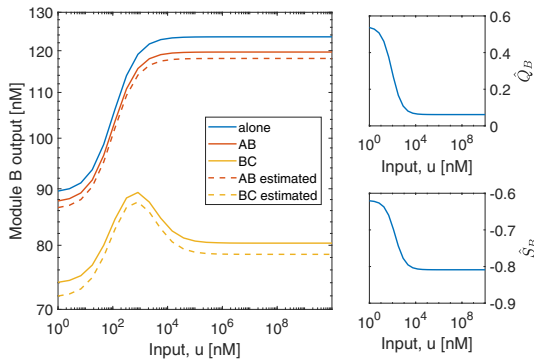 130
120
110
100
90
80
70
Module B output [nM]
alone
AB
BC
AB estimated
BC estimated
10^0 10^2 10^4 10^6 10^8
Input, u [nM]
0.6
0.4
0.2
0
Q̂_B
10^0 10^4 10^8
Input, u [nM]
-0.6
-0.7
-0.8
-0.9
Ŝ_B
10^0 10^4 10^8
Input, u [nM]